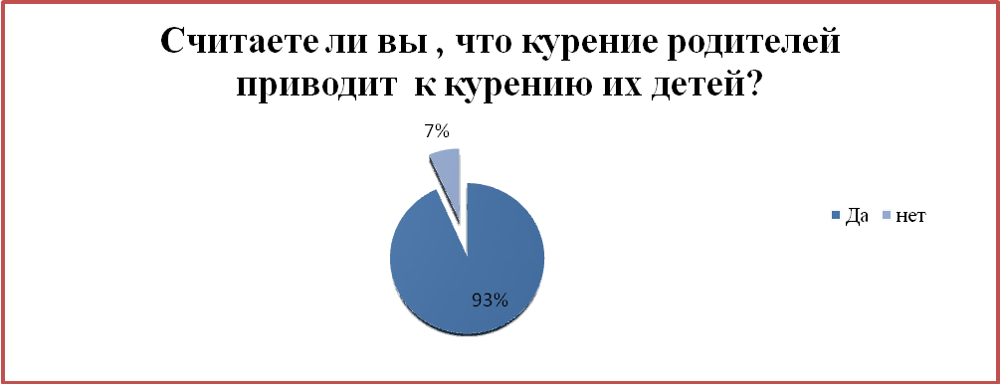 Считаете ли вы , что курение родителей
приводит к курению их детей?
7%
Да нет
93%